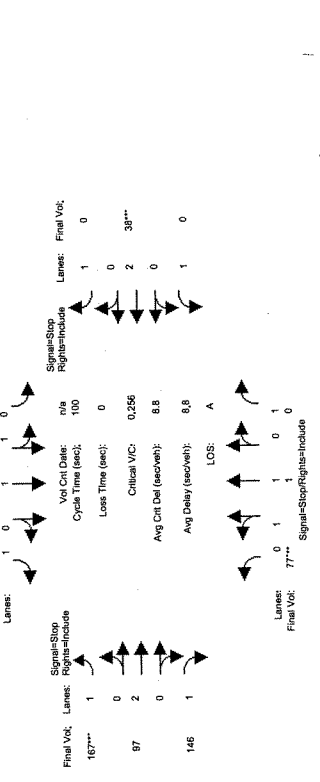 Lanes: 1 0 1 1 0
Signal=Stop
Rights=Include
Final Vol; Lanes:
167*** 1
0
97 2
0
146 1
Vol Cnt Date: n/a
Cycle Time (sec); 100
Loss Time (sec): 0
Critical V/C: 0.256
Avg Crit Del (sec/veh): 8.8
Avg Delay (sec/veh): 8.8
LOS: A
Signal=Stop
Rights=Include
Lanes: Final Vol;
1 0
0
2 38***
0
1 0
Lanes: 0 1 1 0 1
Final Vol: 77*** 1 0
Signal=Stop/Rights=Include